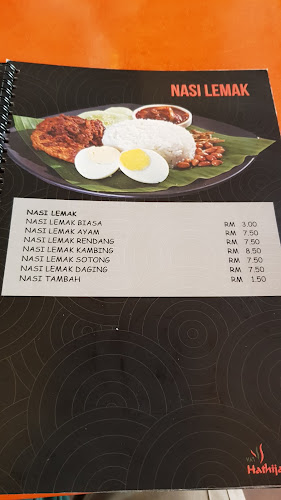 NASI LEMAK
NASI LEMAK
NASI LEMAK BIASA RM 3.00
NASI LEMAK AYAM RM 7.50
NASI LEMAK RENDANG RM 7.50
NASI LEMAK KAMBING RM 8.50
NASI LEMAK SOTONG RM 7.50
NASI LEMAK DAGING RM 7.50
NASI TAMBAH RM 1.50
Hathija